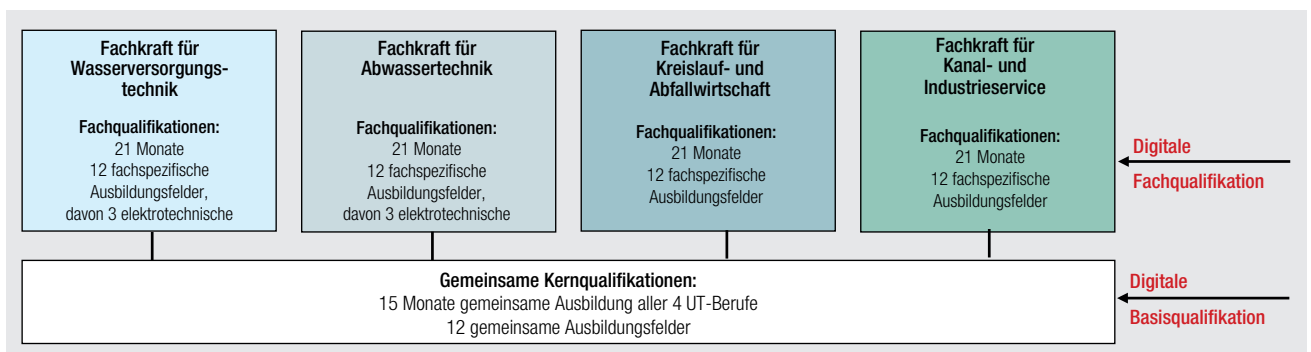 Fachkraft für
Wasserversorgungs-
technik
Fachqualifikationen:
21 Monate
12 fachspezifische
Ausbildungsfelder,
davon 3 elektrotechnische
Fachkraft für
Abwassertechnik
Fachqualifikationen:
21 Monate
12 fachspezifische
Ausbildungsfelder,
davon 3 elektrotechnische
Fachkraft für
Kreislauf- und
Abfallwirtschaft
Fachqualifikationen:
21 Monate
12 fachspezifische
Ausbildungsfelder
Fachkraft für
Kanal- und
Industrieservice
Fachqualifikationen:
21 Monate
12 fachspezifische
Ausbildungsfelder
Digitale
Fachqualifikation
Gemeinsame Kernqualifikationen:
15 Monate gemeinsame Ausbildung aller 4 UT-Berufe
12 gemeinsame Ausbildungsfelder
Digitale
Basisqualifikation